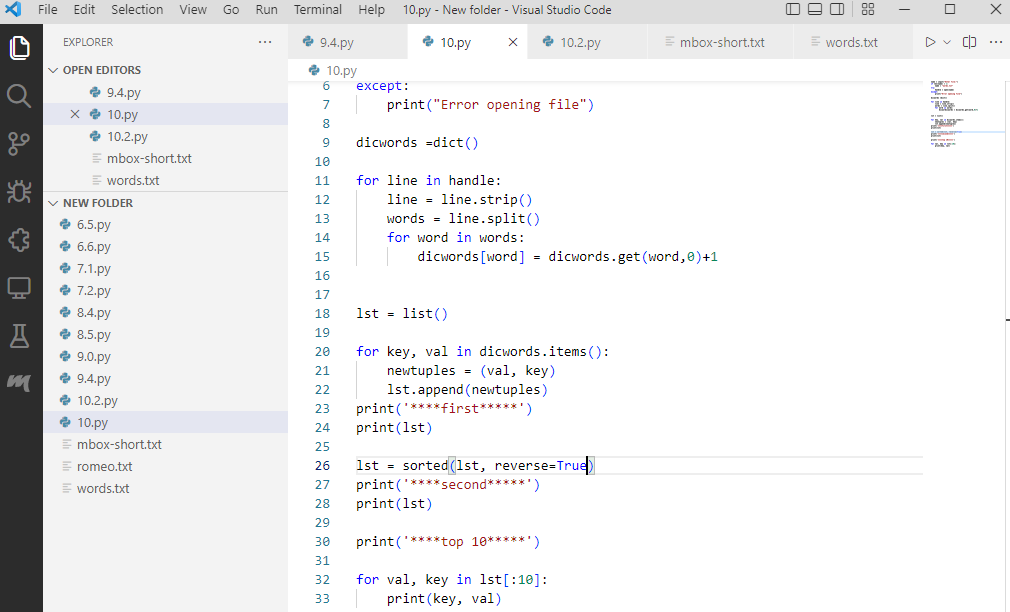 File Edit Selection View Go Run Terminal Help 10.py - New folder - Visual Studio Code
EXPLORER
OPEN EDITORS
9.4.py
10.py
10.2.py
mbox-short.txt
words.txt
NEW FOLDER
6.5.py
6.6.py
7.1.py
7.2.py
8.4.py
8.5.py
9.0.py
9.4.py
10.2.py
10.py
mbox-short.txt
romeo.txt
words.txt
9.4.py 10.py 10.2.py mbox-short.txt words.txt
10.py
6 except:
7     print("Error opening file")
8
9 dicwords =dict()
10
11 for line in handle:
12     line = line.strip()
13     words = line.split()
14     for word in words:
15         dicwords[word] = dicwords.get(word,0)+1
16
17
18 lst = list()
19
20 for key, val in dicwords.items():
21     newtuples = (val, key)
22     lst.append(newtuples)
23 print('****first*****')
24 print(lst)
25
26 lst = sorted(lst, reverse=True)
27 print('****second*****')
28 print(lst)
29
30 print('****top 10*****')
31
32 for val, key in lst[:10]:
33     print(key, val)